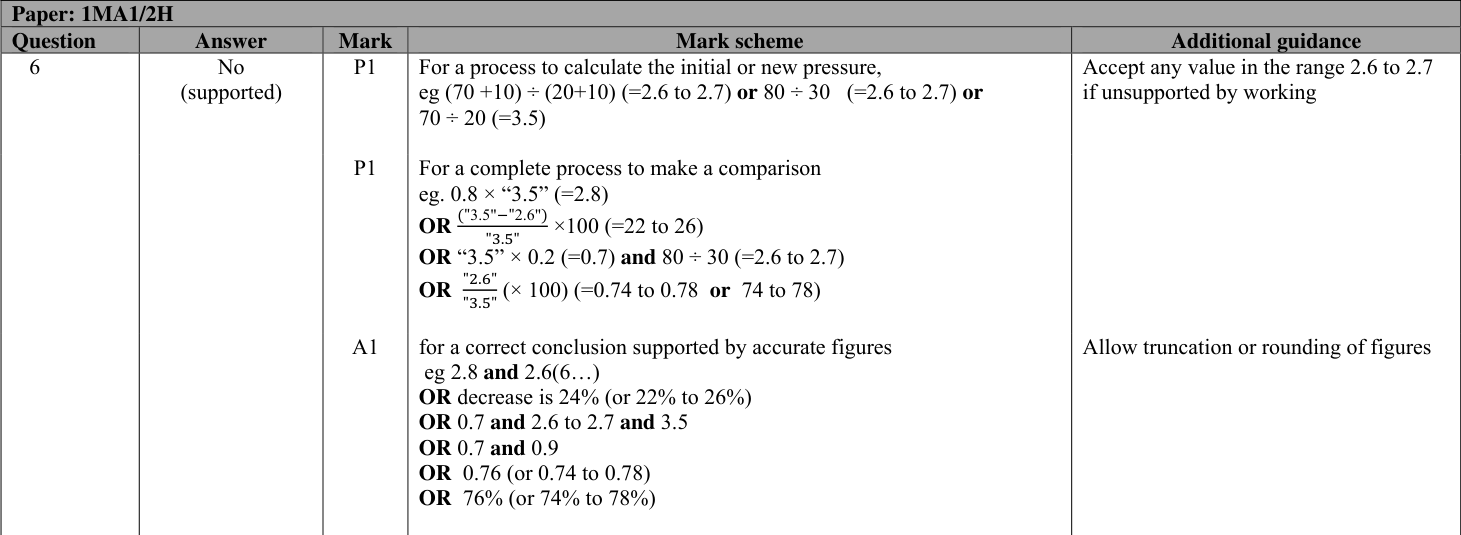 Paper: 1MA1/2H
Question Answer Mark Mark scheme Additional guidance
6 No P1 For a process to calculate the initial or new pressure, Accept any value in the range 2.6 to 2.7
(supported) eg (70 +10) ÷ (20+10) (=2.6 to 2.7) or 80 ÷ 30 (=2.6 to 2.7) or if unsupported by working
70 ÷ 20 (=3.5)
P1 For a complete process to make a comparison
eg. 0.8 × “3.5” (=2.8)
OR ("3.5"−"2.6")/"3.5" ×100 (=22 to 26)
OR “3.5” × 0.2 (=0.7) and 80 ÷ 30 (=2.6 to 2.7)
OR "2.6"/"3.5" (× 100) (=0.74 to 0.78 or 74 to 78)
A1 for a correct conclusion supported by accurate figures Allow truncation or rounding of figures
eg 2.8 and 2.6(6…)
OR decrease is 24% (or 22% to 26%)
OR 0.7 and 2.6 to 2.7 and 3.5
OR 0.7 and 0.9
OR 0.76 (or 0.74 to 0.78)
OR 76% (or 74% to 78%)